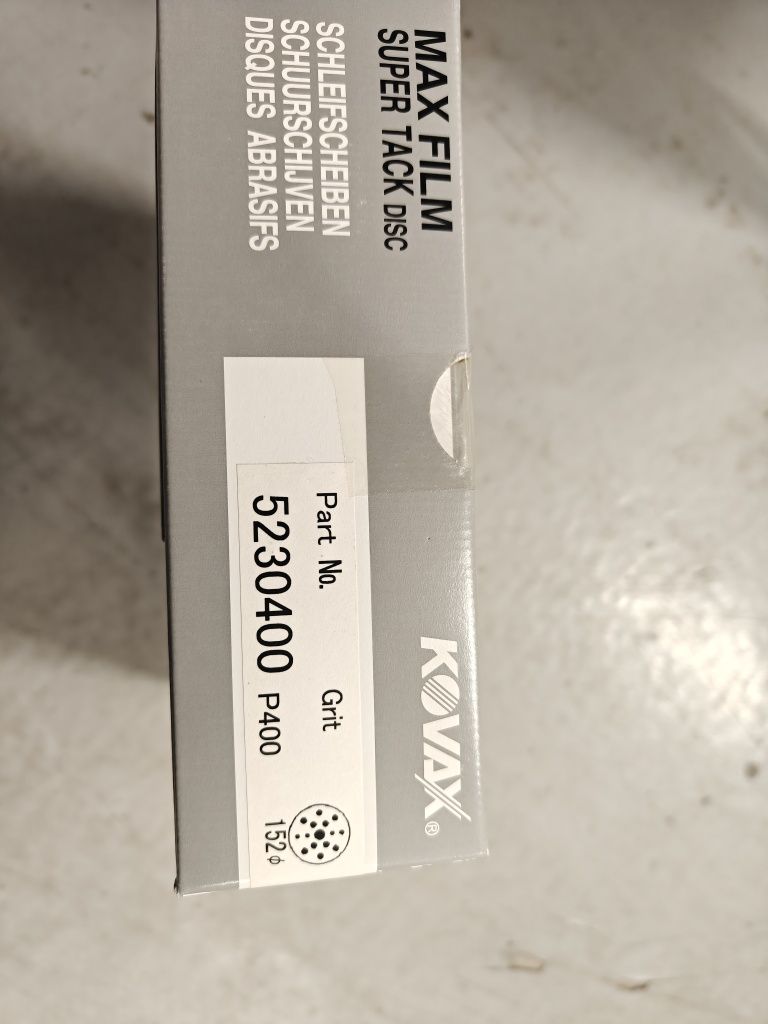 MAX FILM
SUPER TACK DISC
SCHLEIFSCHEIBEN
SCHUURSCHIJVEN
DISQUES ABRASIFS
KOVAX®
Part No. Grit
5230400 P400 152φ